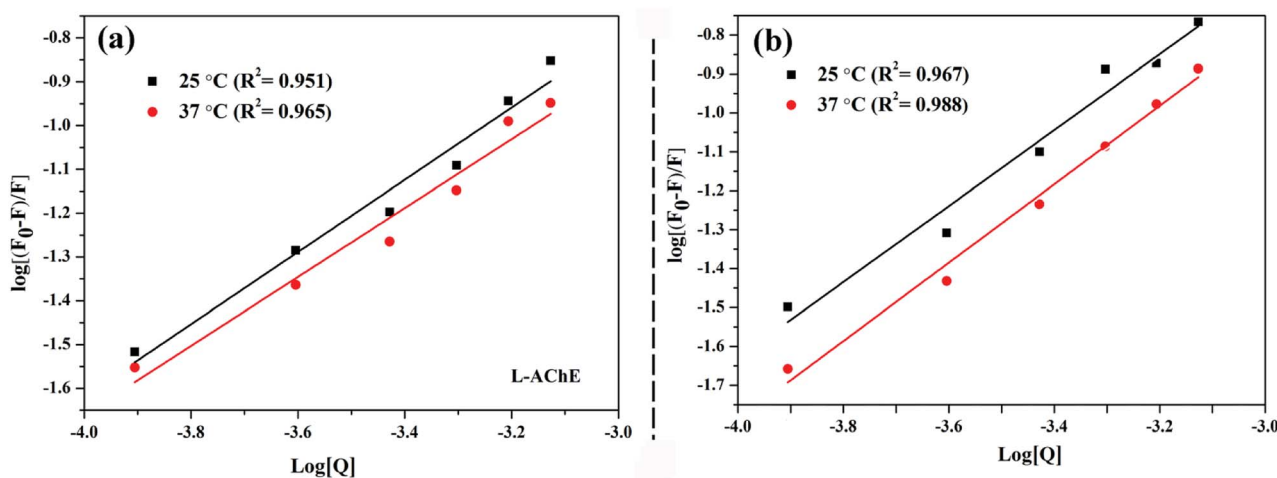 (a)
25 °C (R²= 0.951)
37 °C (R²= 0.965)
L-AChE
log[(F₀-F)/F]
-0.8
-0.9
-1.0
-1.1
-1.2
-1.3
-1.4
-1.5
-1.6
-4.0 -3.8 -3.6 -3.4 -3.2 -3.0
Log[Q]
(b)
25 °C (R²= 0.967)
37 °C (R²= 0.988)
log[(F₀-F)/F]
-0.8
-0.9
-1.0
-1.1
-1.2
-1.3
-1.4
-1.5
-1.6
-1.7
-4.0 -3.8 -3.6 -3.4 -3.2 -3.0
Log[Q]